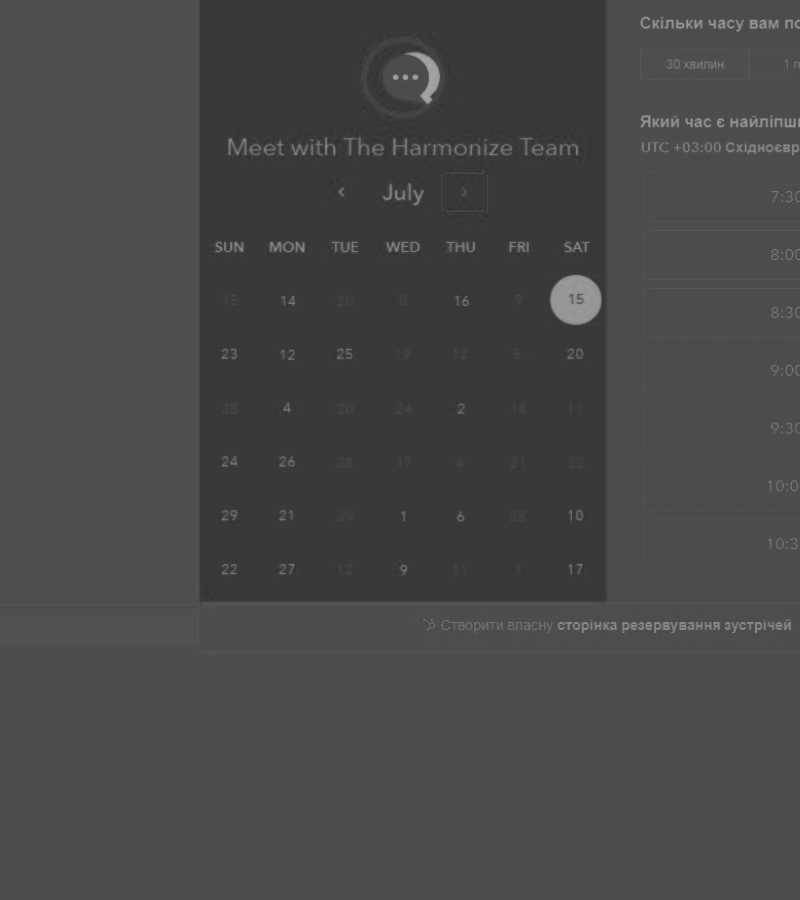 Meet with The Harmonize Team
July
SUN MON TUE WED THU FRI SAT
15 14 20 8 16 9 15
23 12 25 19 12 5 20
28 4 20 24 2 16 11
24 26 28 17 4 21 22
29 21 29 1 6 25 10
22 27 12 9 11 1 17
Скільки часу вам по
30 хвилин 1 г
Який час є найліпш
UTC +03:00 Східноєвр
7:30
8:00
8:30
9:00
9:30
10:0
10:3
Створити власну сторінка резервування зустрічей